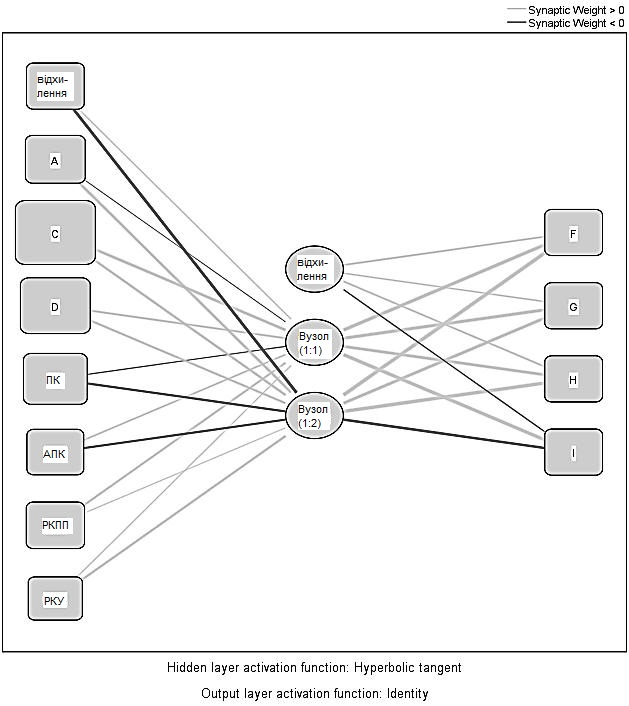 Synaptic Weight > 0
Synaptic Weight < 0
відхи-
лення
A
C
D
ПК
АПК
РКПП
РКУ
відхи-
лення
Вузол
(1:1)
Вузол
(1:2)
F
G
H
I
Hidden layer activation function: Hyperbolic tangent
Output layer activation function: Identity